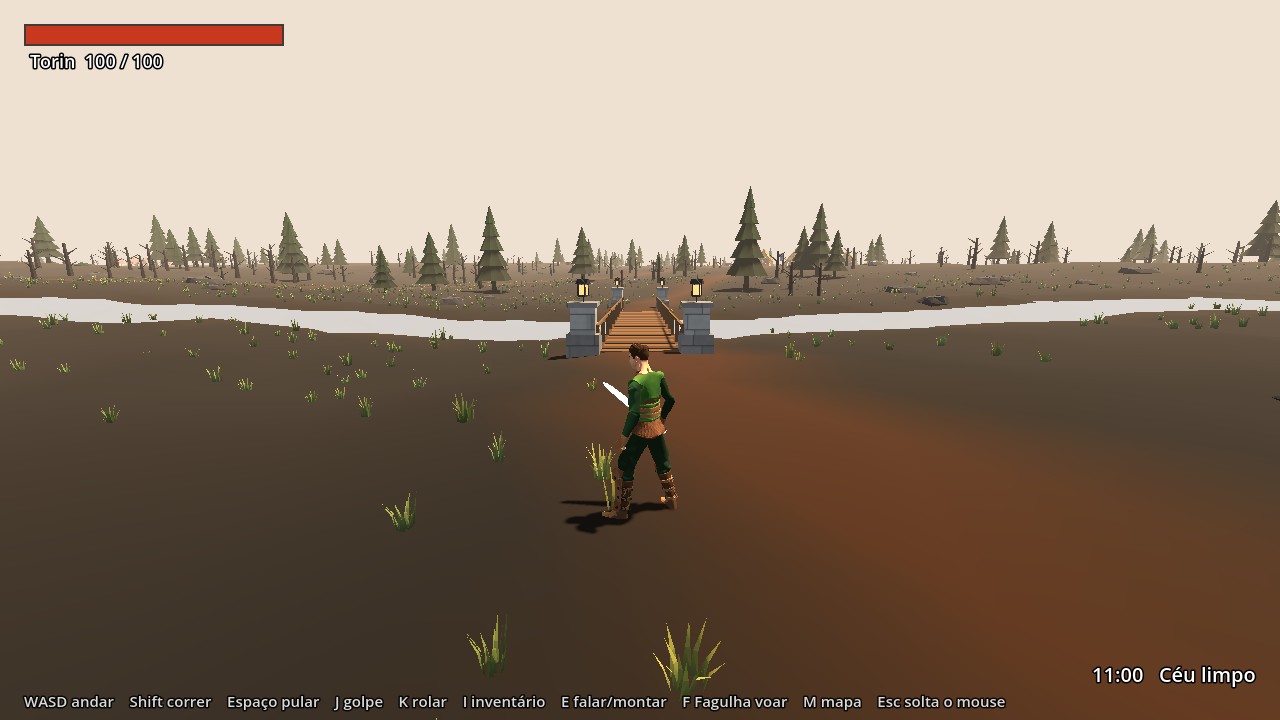 Torin 100 / 100
11:00 Céu limpo
WASD andar Shift correr Espaço pular J golpe K rolar I inventário E falar/montar F Fagulha voar M mapa Esc solta o mouse